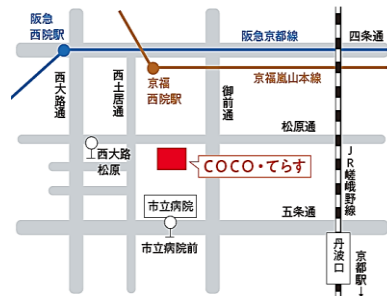 阪急
西院駅
阪急京都線
四条通
西大路通
西土居通
京福
西院駅
御前通
京福嵐山本線
松原通
西大路
松原
COCO・てらす
JR嵯峨野線
市立病院
五条通
市立病院前
丹波口
京都駅↓